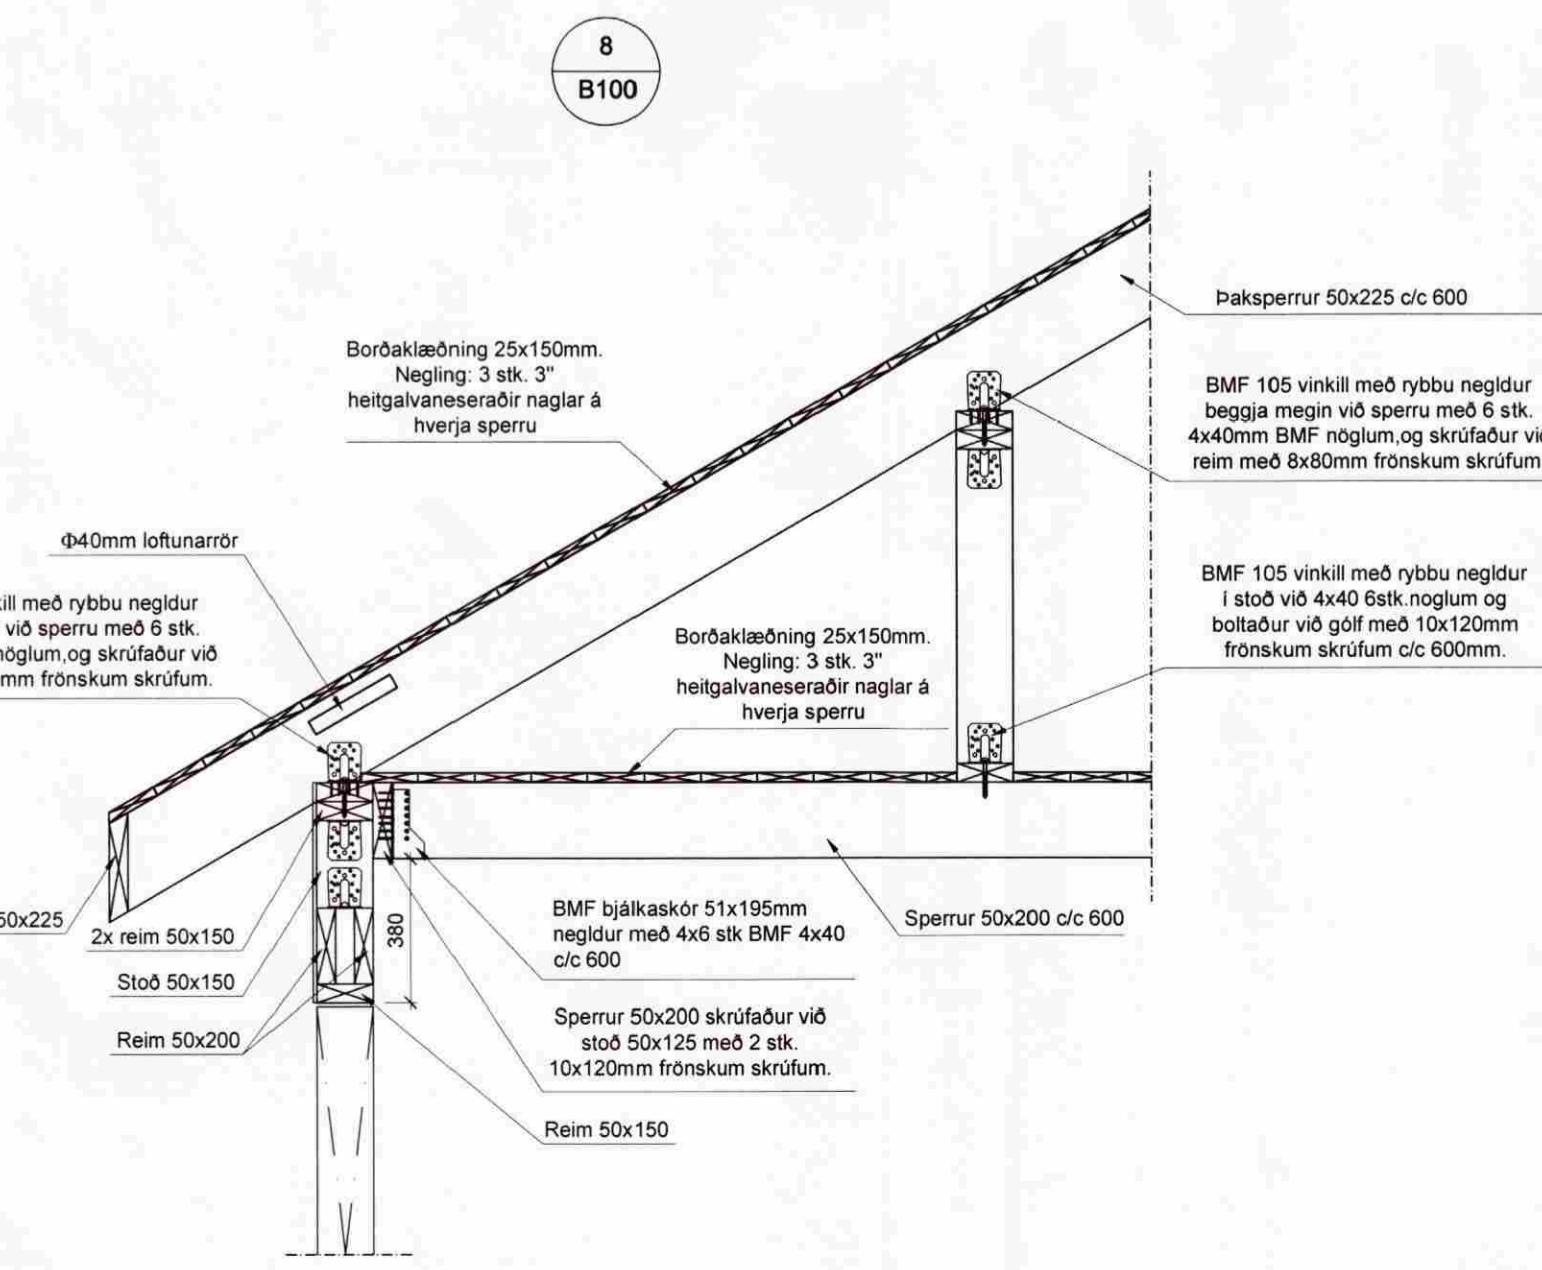 8
B100
Þaksperrur 50x225 c/c 600
Borðaklæðning 25x150mm.
Negling: 3 stk. 3"
heitgalvaneseraðir naglar á
hverja sperru
BMF 105 vinkill með rybbu negldur
beggja megin við sperru með 6 stk.
4x40mm BMF nöglum,og skrúfaður við
reim með 8x80mm frönskum skrúfum
Φ40mm loftunarrör
ill með rybbu negldur
við sperru með 6 stk.
nöglum,og skrúfaður við
mm frönskum skrúfum.
BMF 105 vinkill með rybbu negldur
í stoð við 4x40 6stk.noglum og
boltaður við gólf með 10x120mm
frönskum skrúfum c/c 600mm.
Borðaklæðning 25x150mm.
Negling: 3 stk. 3"
heitgalvaneseraðir naglar á
hverja sperru
50x225
2x reim 50x150
Stoð 50x150
Reim 50x200
380
BMF bjálkaskór 51x195mm
negldur með 4x6 stk BMF 4x40
c/c 600
Sperrur 50x200 c/c 600
Sperrur 50x200 skrúfaður við
stoð 50x125 með 2 stk.
10x120mm frönskum skrúfum.
Reim 50x150